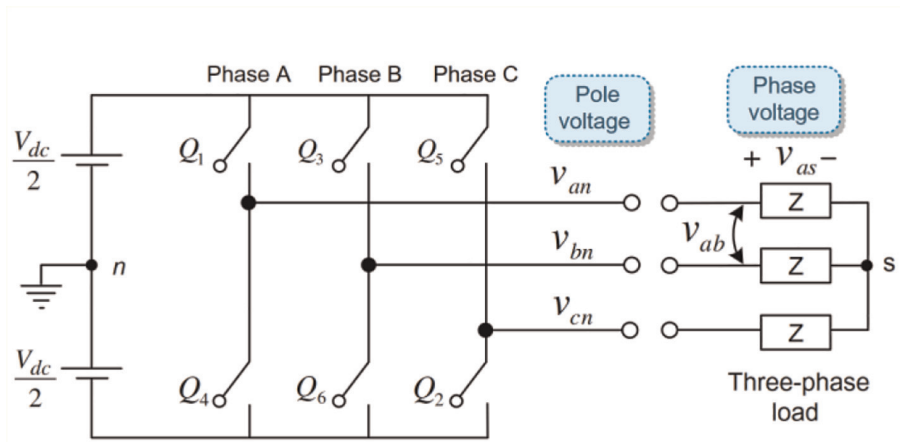 Phase A Phase B Phase C
Pole
voltage
Phase
voltage
V_dc
2
Q_1
Q_3
Q_5
+ v_as −
v_an
Z
v_ab
v_bn
Z
n
s
v_cn
Z
V_dc
2
Q_4
Q_6
Q_2
Three-phase
load